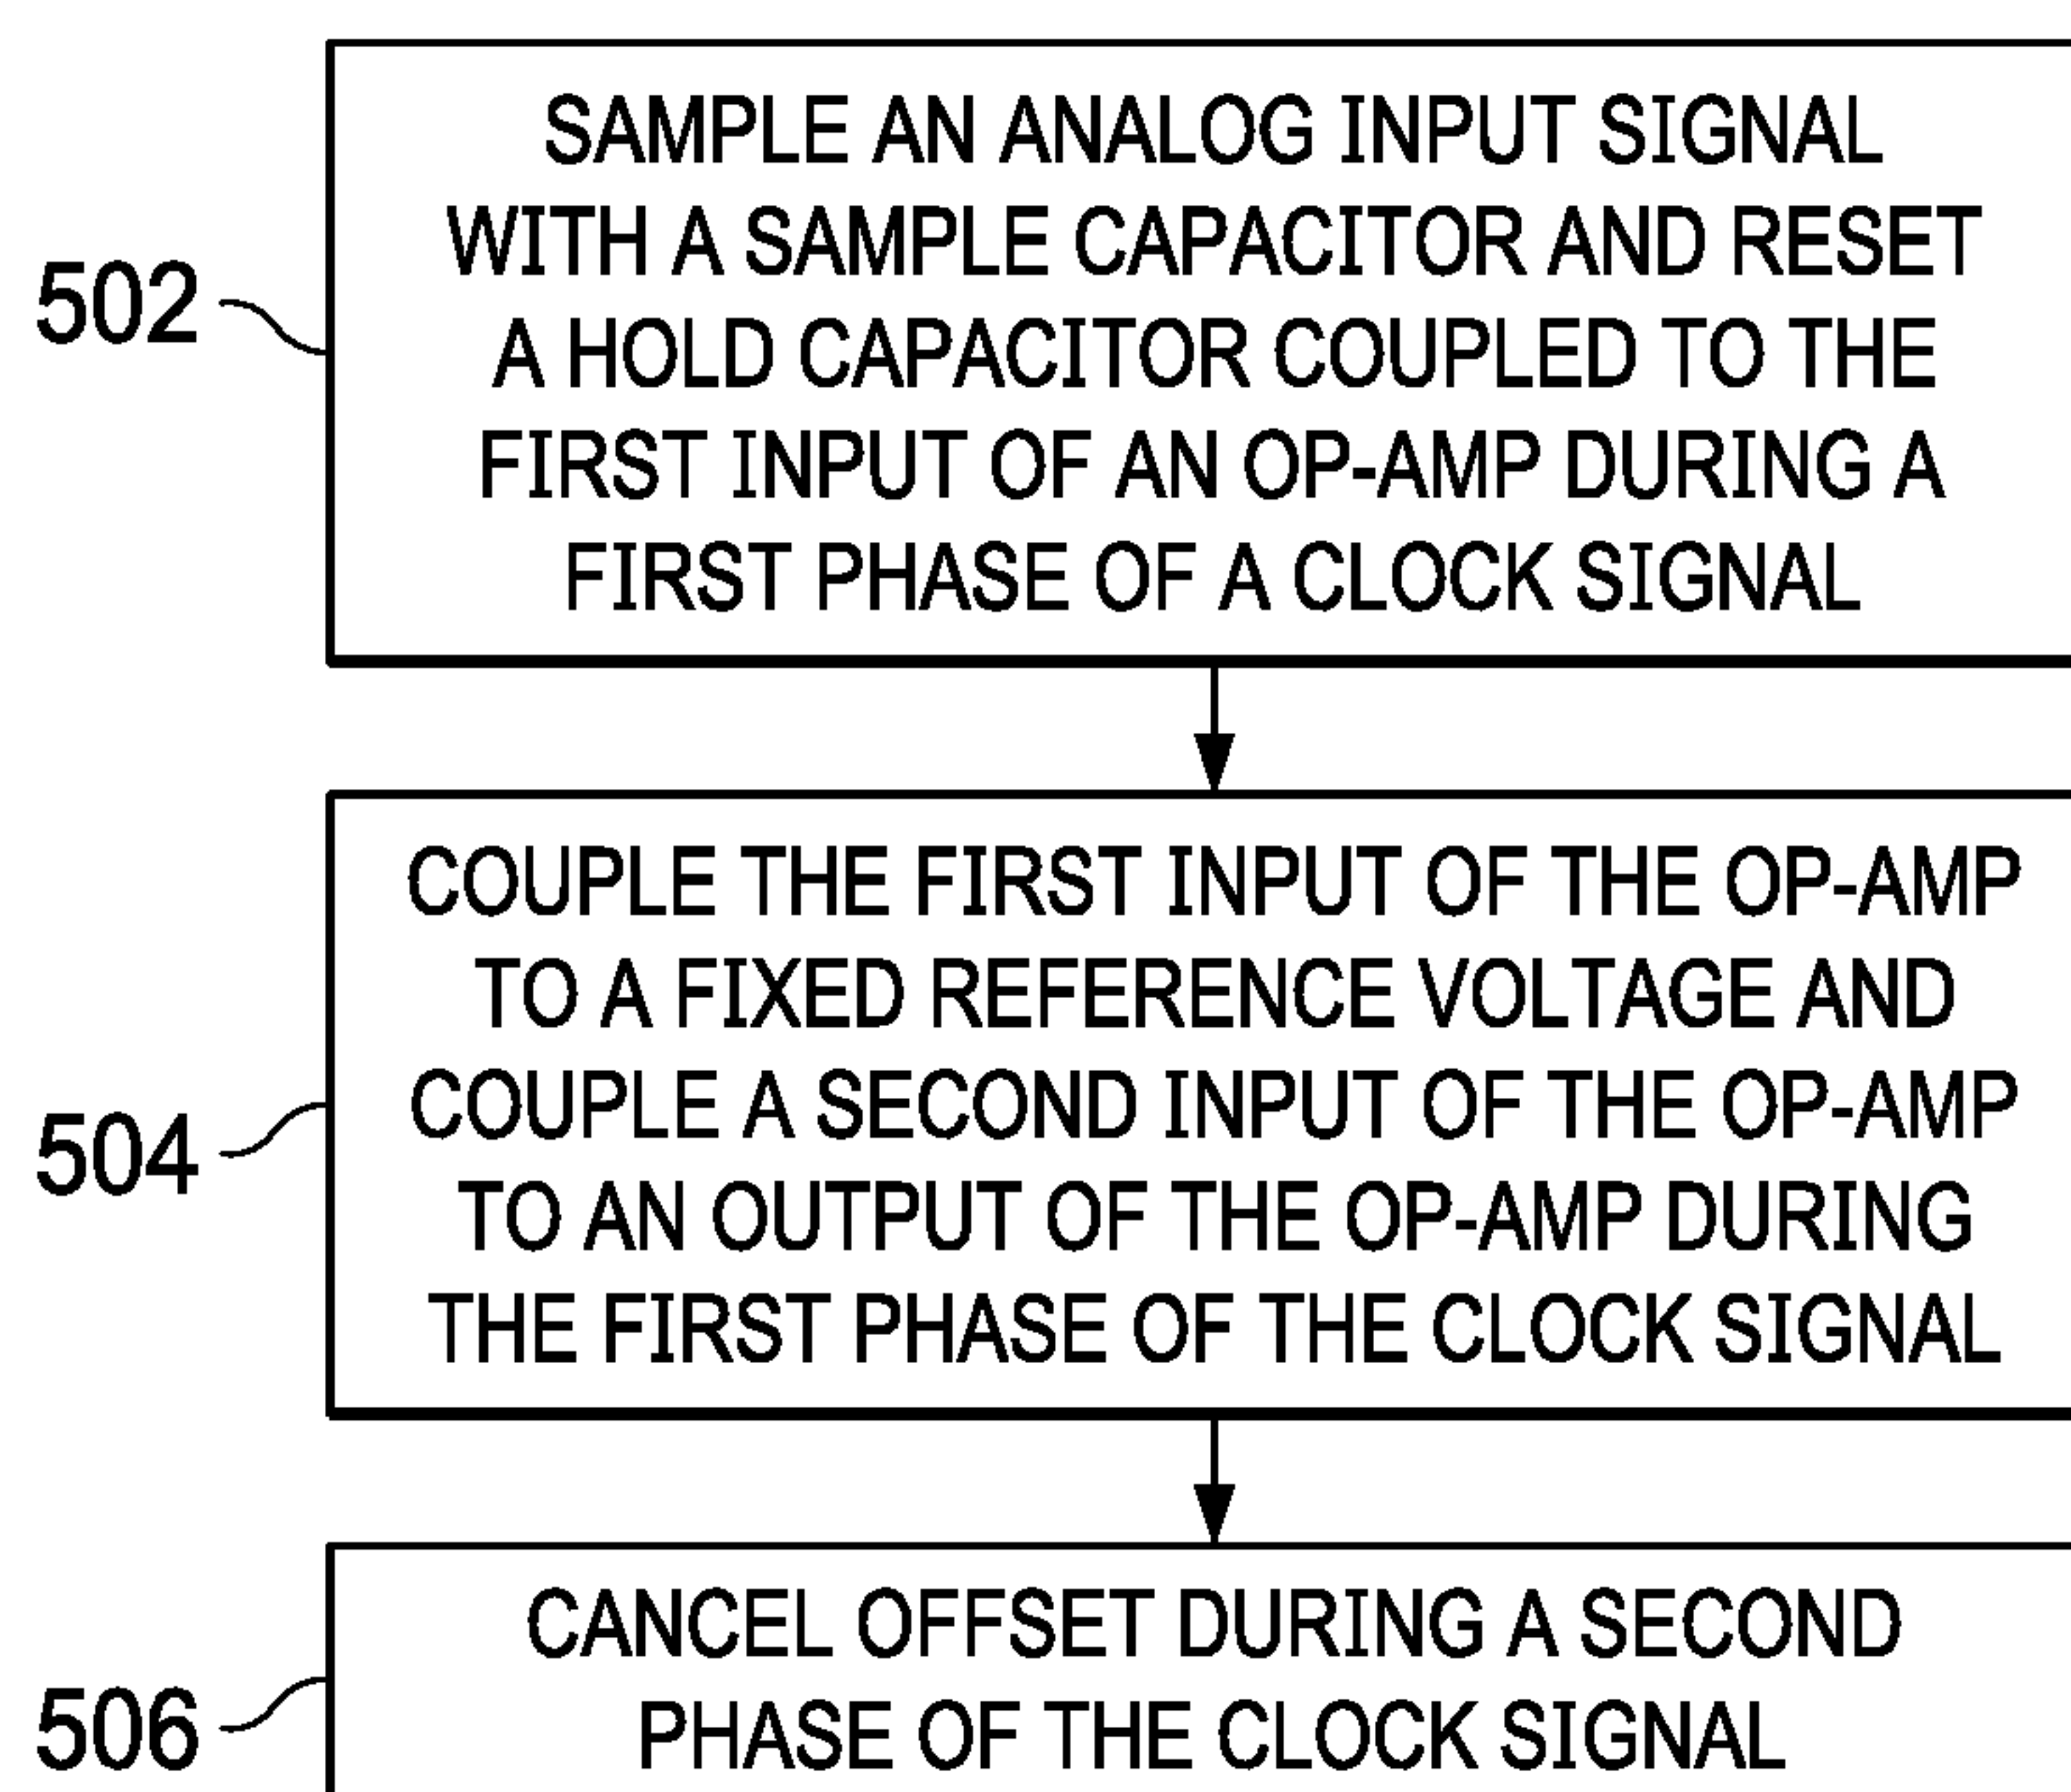 SAMPLE AN ANALOG INPUT SIGNAL
WITH A SAMPLE CAPACITOR AND RESET
A HOLD CAPACITOR COUPLED TO THE
FIRST INPUT OF AN OP-AMP DURING A
FIRST PHASE OF A CLOCK SIGNAL
502
COUPLE THE FIRST INPUT OF THE OP-AMP
TO A FIXED REFERENCE VOLTAGE AND
COUPLE A SECOND INPUT OF THE OP-AMP
TO AN OUTPUT OF THE OP-AMP DURING
THE FIRST PHASE OF THE CLOCK SIGNAL
504
CANCEL OFFSET DURING A SECOND
PHASE OF THE CLOCK SIGNAL
506